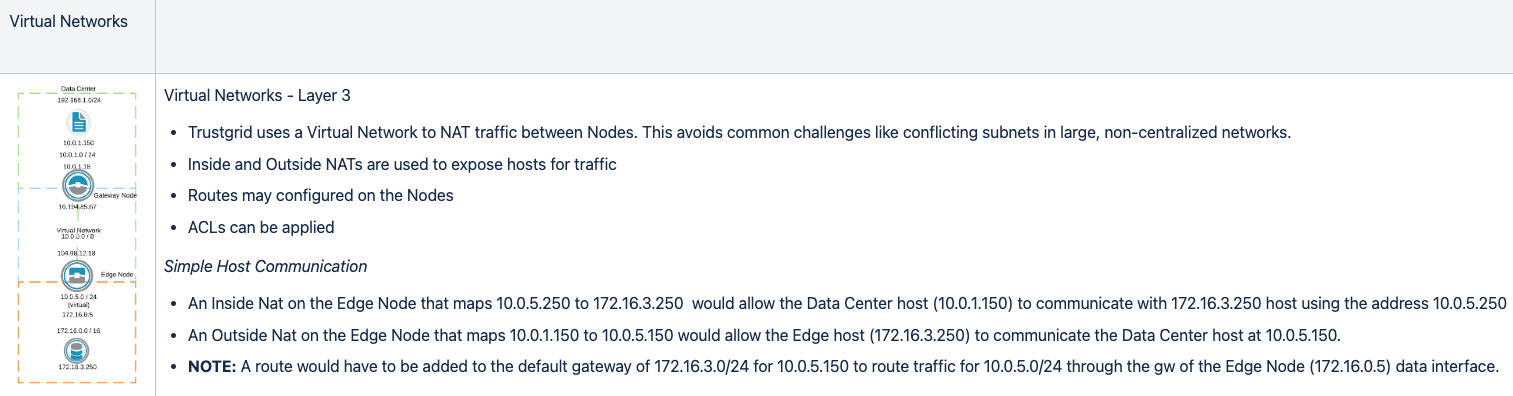 Virtual Networks
Data Center
192.168.1.0/24
10.0.1.150
10.0.1.0 / 24
10.0.1.18
Gateway Node
16.194.85.67
Virtual Network
10.0.0.0 / 8
104.98.12.18
Edge Node
10.0.5.0 / 24
(virtual)
172.16.0.5
172.16.0.0 / 16
172.16.3.250
Virtual Networks - Layer 3
• Trustgrid uses a Virtual Network to NAT traffic between Nodes. This avoids common challenges like conflicting subnets in large, non-centralized networks.
• Inside and Outside NATs are used to expose hosts for traffic
• Routes may configured on the Nodes
• ACLs can be applied
Simple Host Communication
• An Inside Nat on the Edge Node that maps 10.0.5.250 to 172.16.3.250 would allow the Data Center host (10.0.1.150) to communicate with 172.16.3.250 host using the address 10.0.5.250
• An Outside Nat on the Edge Node that maps 10.0.1.150 to 10.0.5.150 would allow the Edge host (172.16.3.250) to communicate the Data Center host at 10.0.5.150.
• NOTE: A route would have to be added to the default gateway of 172.16.3.0/24 for 10.0.5.150 to route traffic for 10.0.5.0/24 through the gw of the Edge Node (172.16.0.5) data interface.